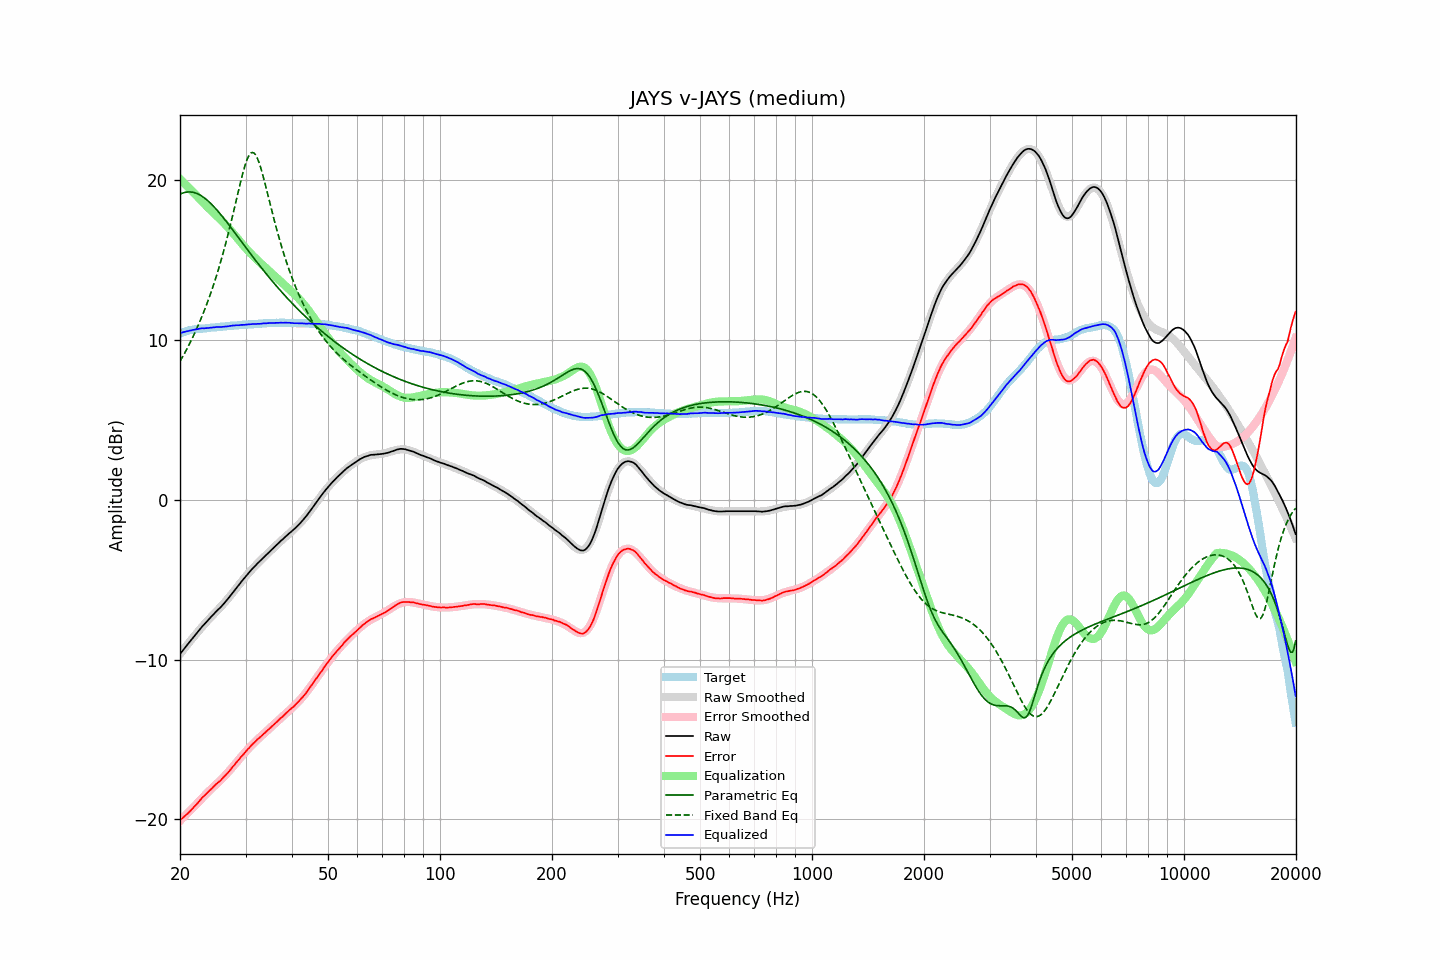 JAYS v-JAYS (medium)
Amplitude (dBr)
20
10
0
−10
−20
Target
Raw Smoothed
Error Smoothed
Raw
Error
Equalization
Parametric Eq
Fixed Band Eq
Equalized
20 50 100 200 500 1000 2000 5000 10000 20000
Frequency (Hz)